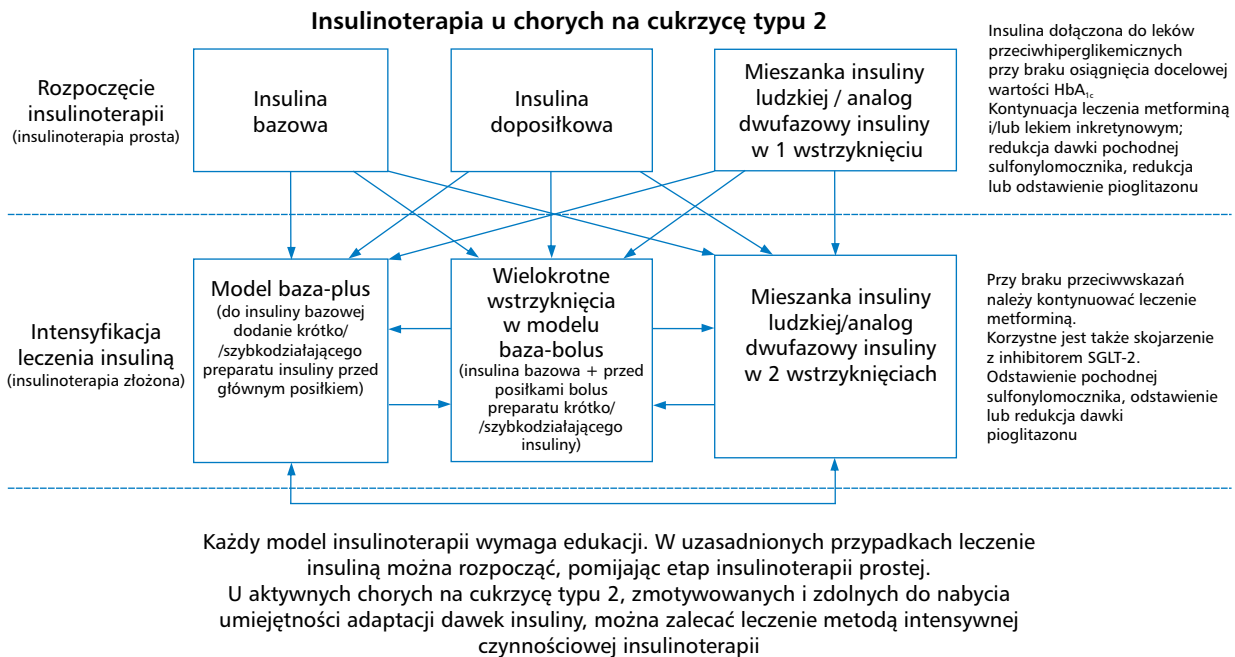 Insulinoterapia u chorych na cukrzycę typu 2
Rozpoczęcie
insulinoterapii
(insulinoterapia prosta)
Insulina
bazowa
Insulina
doposiłkowa
Mieszanka insuliny
ludzkiej / analog
dwufazowy insuliny
w 1 wstrzyknięciu
Insulina dołączona do leków
przeciwhiperglikemicznych
przy braku osiągnięcia docelowej
wartości HbA1c
Kontynuacja leczenia metforminą
i/lub lekiem inkretynowym;
redukcja dawki pochodnej
sulfonylomocznika, redukcja
lub odstawienie pioglitazonu
Intensyfikacja
leczenia insuliną
(insulinoterapia złożona)
Model baza-plus
(do insuliny bazowej
dodanie krótko/
/szybkodziałającego
preparatu insuliny przed
głównym posiłkiem)
Wielokrotne
wstrzyknięcia
w modelu
baza-bolus
(insulina bazowa + przed
posiłkami bolus
preparatu krótko/
/szybkodziałającego
insuliny)
Mieszanka insuliny
ludzkiej/analog
dwufazowy insuliny
w 2 wstrzyknięciach
Przy braku przeciwwskazań
należy kontynuować leczenie
metforminą.
Korzystne jest także skojarzenie
z inhibitorem SGLT-2.
Odstawienie pochodnej
sulfonylomocznika, odstawienie
lub redukcja dawki
pioglitazonu
Każdy model insulinoterapii wymaga edukacji. W uzasadnionych przypadkach leczenie
insuliną można rozpocząć, pomijając etap insulinoterapii prostej.
U aktywnych chorych na cukrzycę typu 2, zmotywowanych i zdolnych do nabycia
umiejętności adaptacji dawek insuliny, można zalecać leczenie metodą intensywnej
czynnościowej insulinoterapii